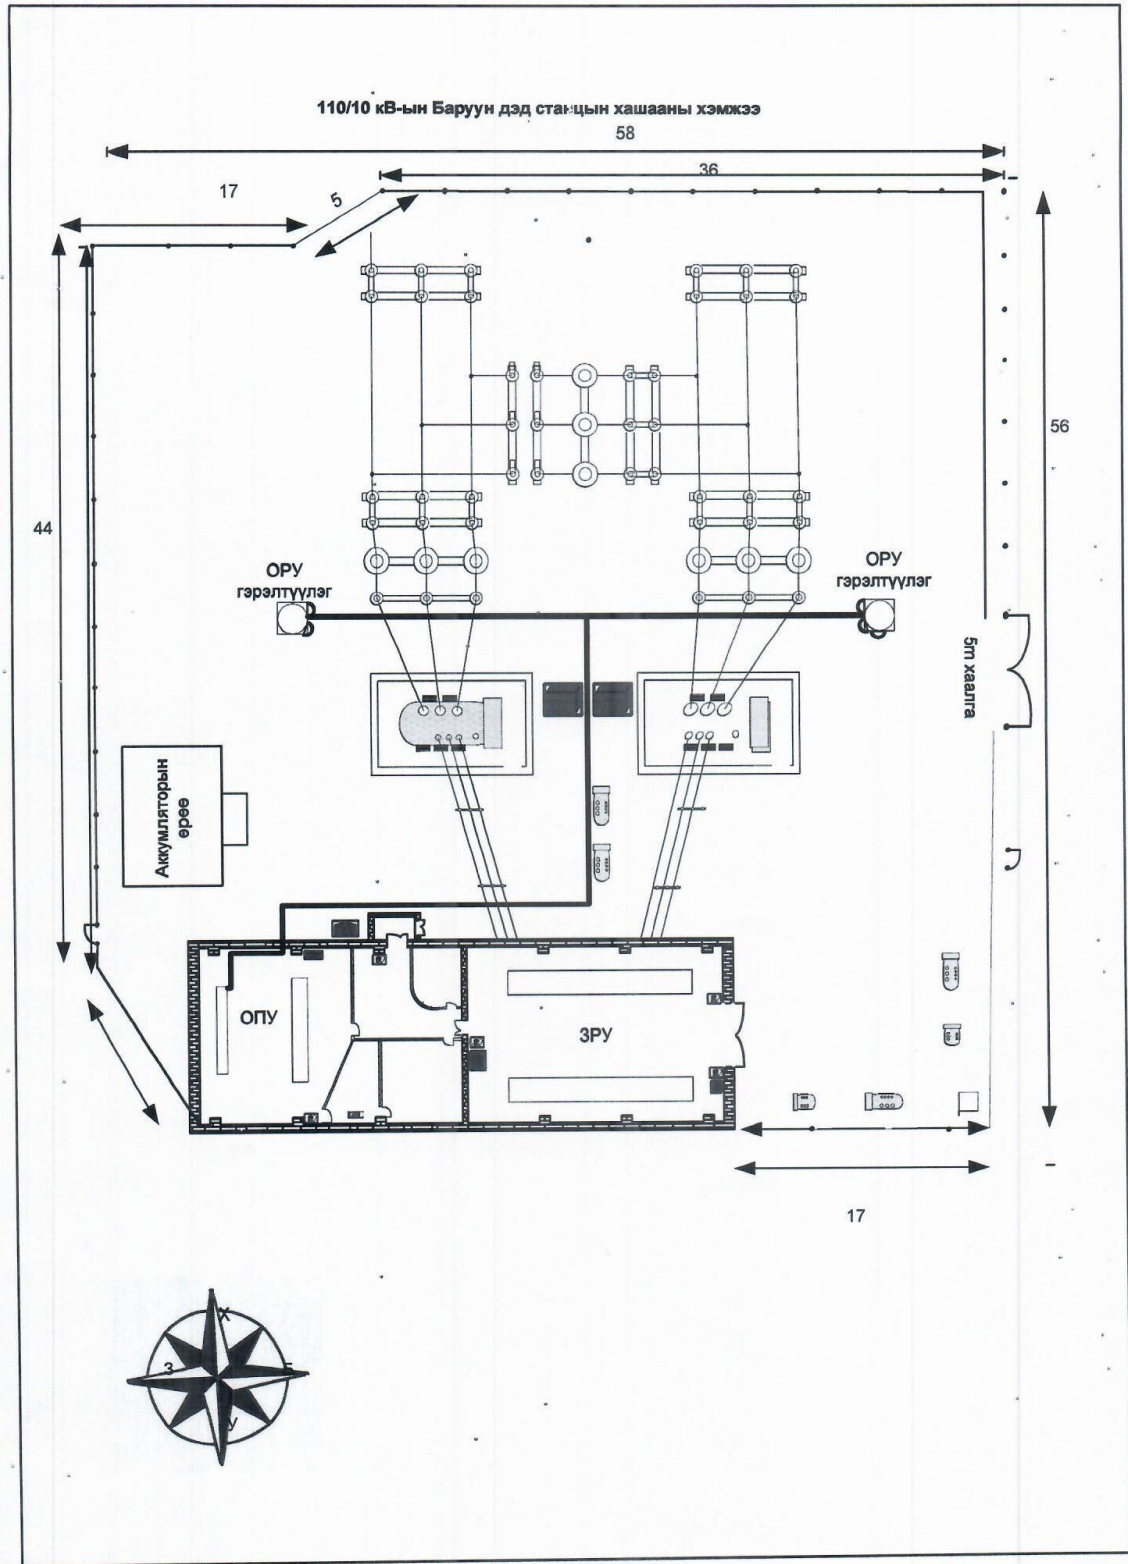 110/10 кВ-ын Баруун дэд станцын хашааны хэмжээ
58
36
17
5
56
44
ОРУ
гэрэлтүүлэг
ОРУ
гэрэлтүүлэг
5m хаалга
Аккумляторын
өрөө
ОПУ
ЗРУ
17
Х
З
У